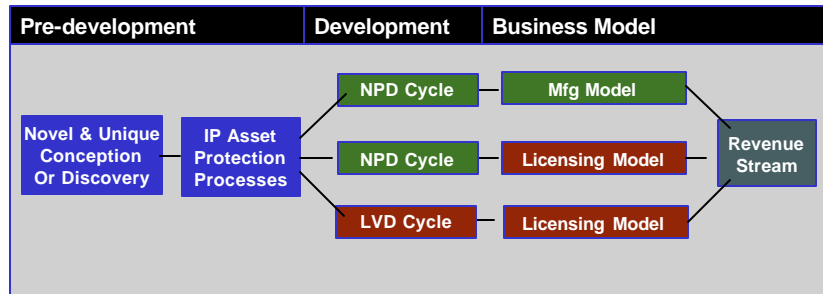 Pre-development
Development
Business Model
NPD Cycle
Mfg Model
Novel & Unique
Conception
Or Discovery
IP Asset
Protection
Processes
NPD Cycle
Licensing Model
Revenue
Stream
LVD Cycle
Licensing Model